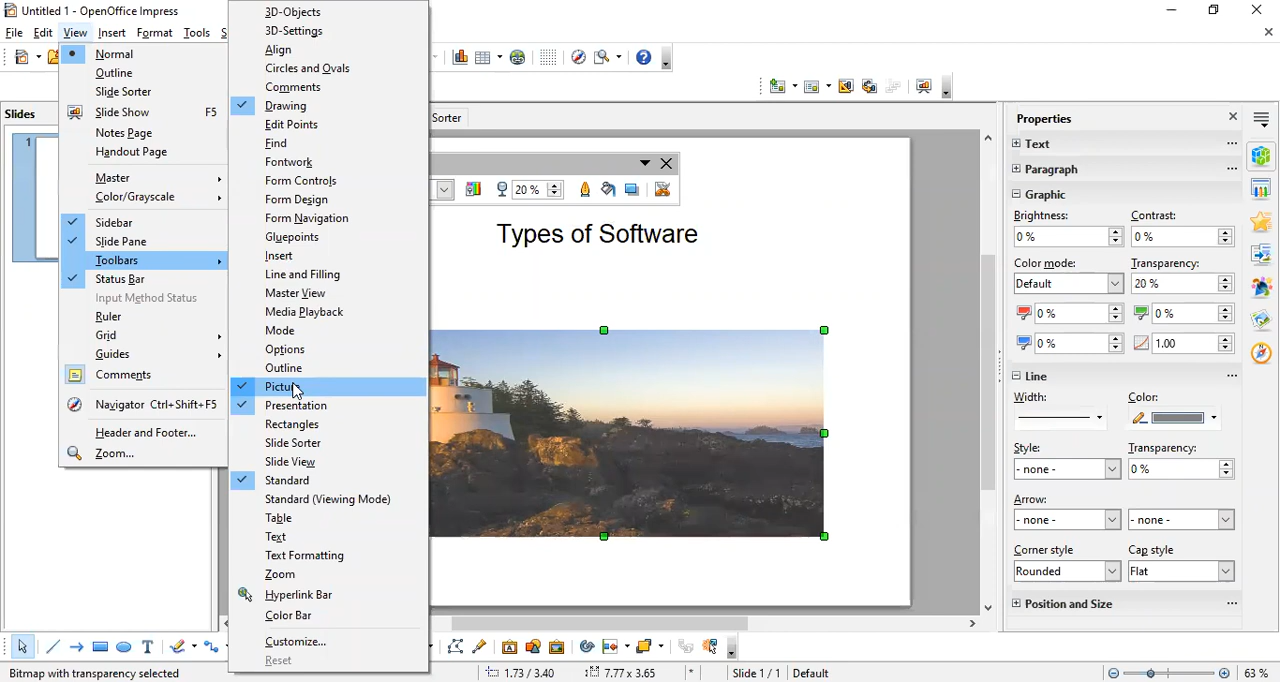 Untitled 1 - OpenOffice Impress
File Edit View Insert Format Tools S
Normal
Outline
Slide Sorter
Slide Show F5
Notes Page
Handout Page
Master
Color/Grayscale
Sidebar
Slide Pane
Toolbars
Status Bar
Input Method Status
Ruler
Grid
Guides
Comments
Navigator Ctrl+Shift+F5
Header and Footer...
Zoom...
3D-Objects
3D-Settings
Align
Circles and Ovals
Comments
Drawing
Edit Points
Find
Fontwork
Form Controls
Form Design
Form Navigation
Gluepoints
Insert
Line and Filling
Master View
Media Playback
Mode
Options
Outline
Pictu
Presentation
Rectangles
Slide Sorter
Slide View
Standard
Standard (Viewing Mode)
Table
Text
Text Formatting
Zoom
Hyperlink Bar
Color Bar
Customize...
Reset
Slides
1
Sorter
20 %
Types of Software
Properties
Text
Paragraph
Graphic
Brightness: Contrast:
0 % 0 %
Color mode: Transparency:
Default 20 %
0 % 0 %
0 % 1.00
Line
Width: Color:
Style: Transparency:
- none - 0 %
Arrow:
- none - - none -
Corner style Cap style
Rounded Flat
Position and Size
Bitmap with transparency selected 1.73 / 3.40 7.77 x 3.65 * Slide 1 / 1 Default 63 %